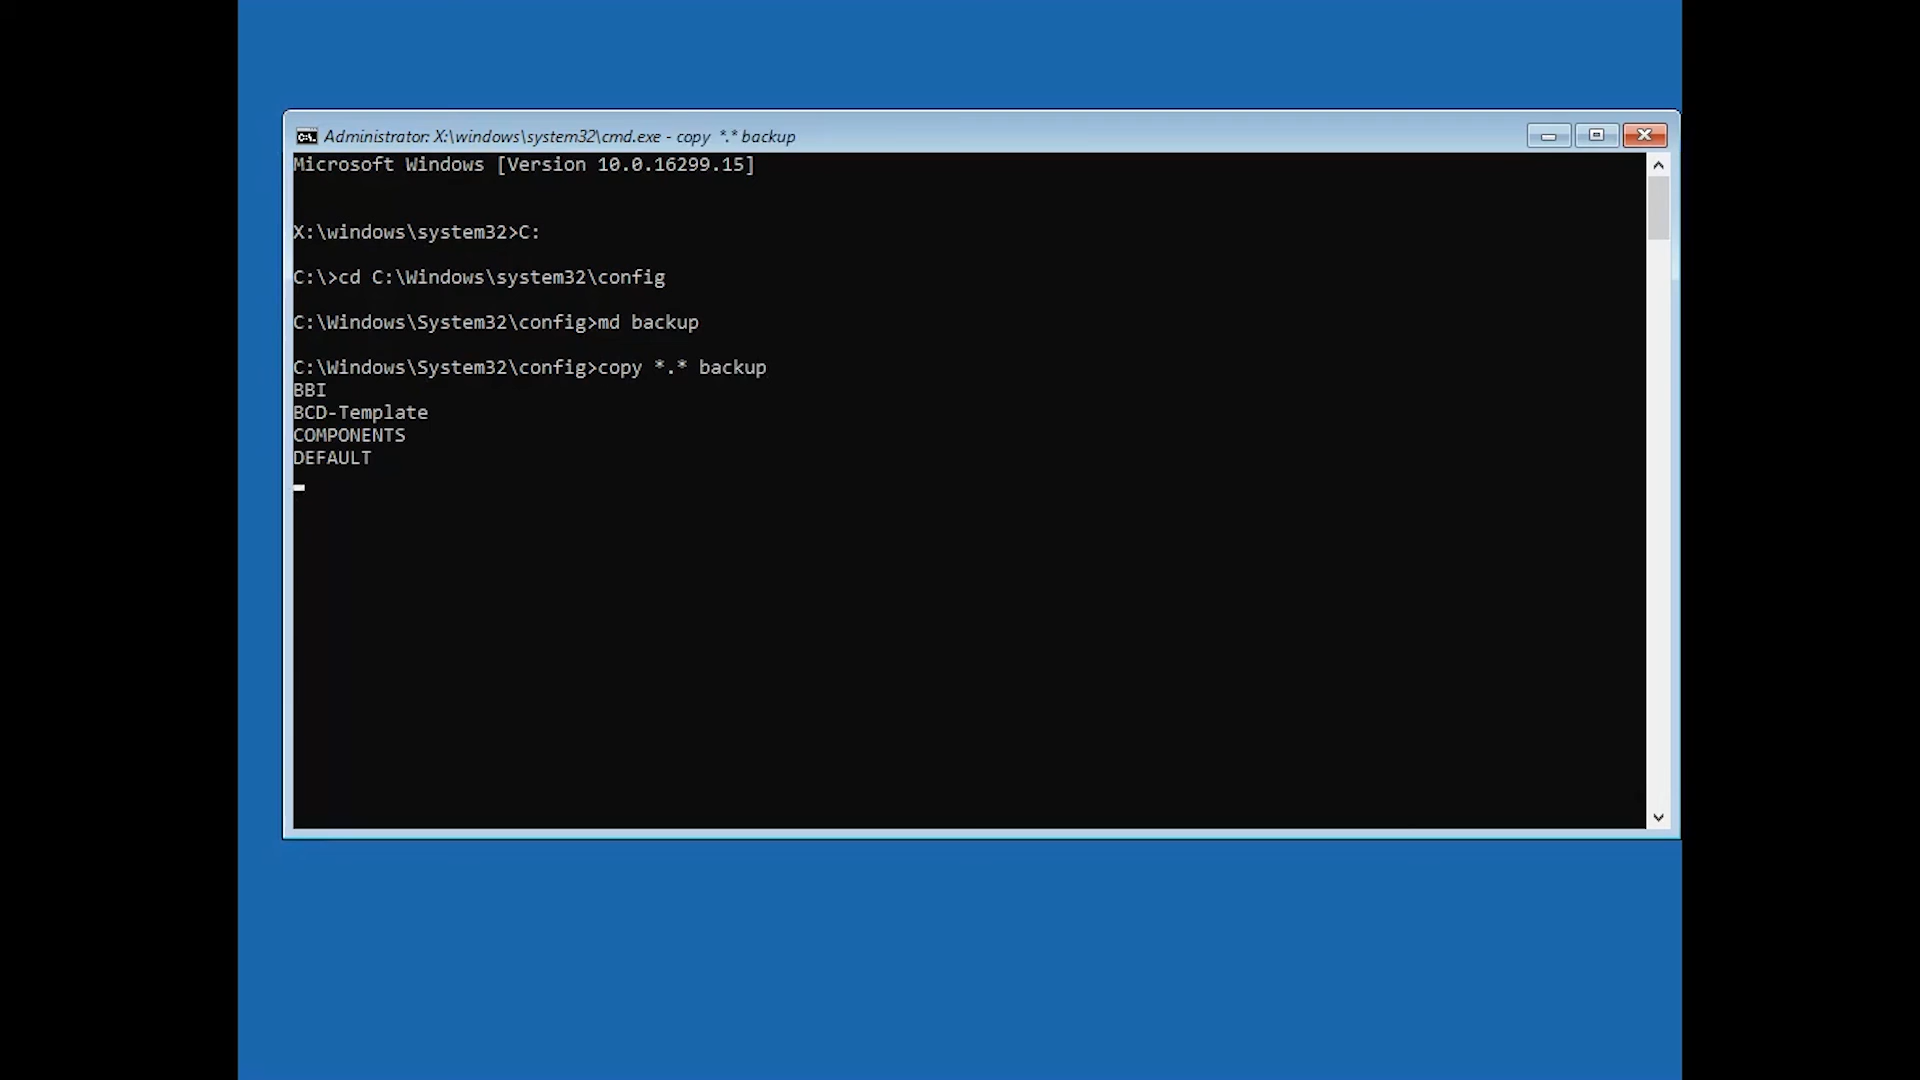 Administrator: X:\windows\system32\cmd.exe - copy  *.* backup
Microsoft Windows [Version 10.0.16299.15]
X:\windows\system32>C:
C:\>cd C:\Windows\system32\config
C:\Windows\System32\config>md backup
C:\Windows\System32\config>copy *.* backup
BBI
BCD-Template
COMPONENTS
DEFAULT